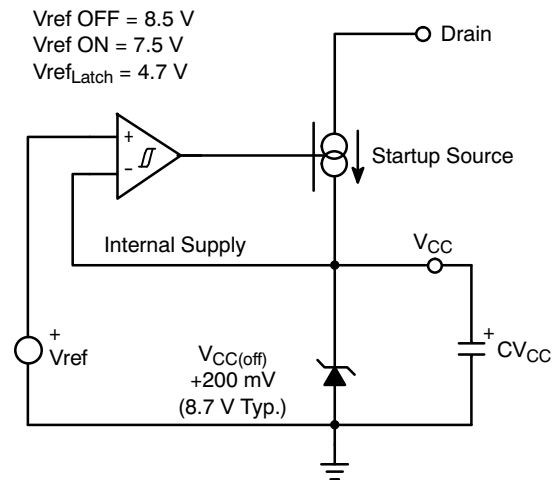 Vref OFF = 8.5 V
Vref ON = 7.5 V
VrefLatch = 4.7 V
Drain
+
-
Startup Source
Internal Supply
VCC
+
Vref
VCC(off)
+200 mV
(8.7 V Typ.)
+
CVCC